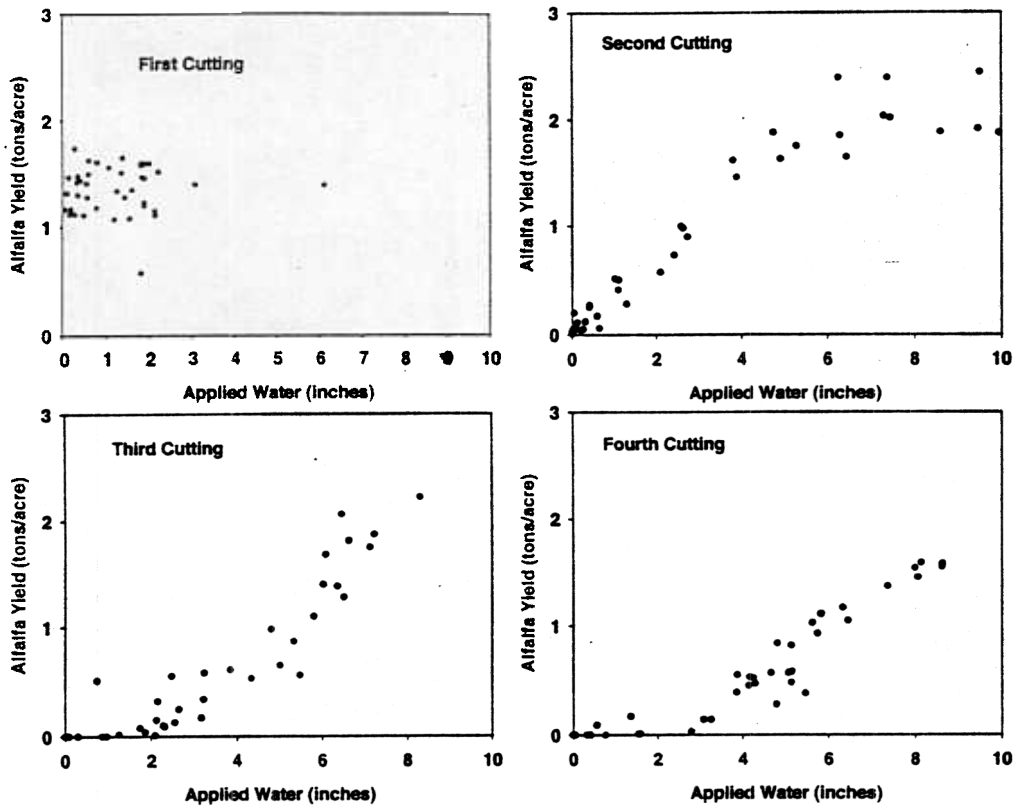 First Cutting
Alfalfa Yield (tons/acre)
3
2
1
0
0 1 2 3 4 5 6 7 8 10
Applied Water (inches)
Second Cutting
Alfalfa Yield (tons/acre)
3
2
1
0
0 2 4 6 8 10
Applied Water (inches)
Third Cutting
Alfalfa Yield (tons/acre)
3
2
1
0
0 2 4 6 8 10
Applied Water (inches)
Fourth Cutting
Alfalfa Yield (tons/acre)
3
2
1
0
0 2 4 6 8 10
Applied Water (inches)